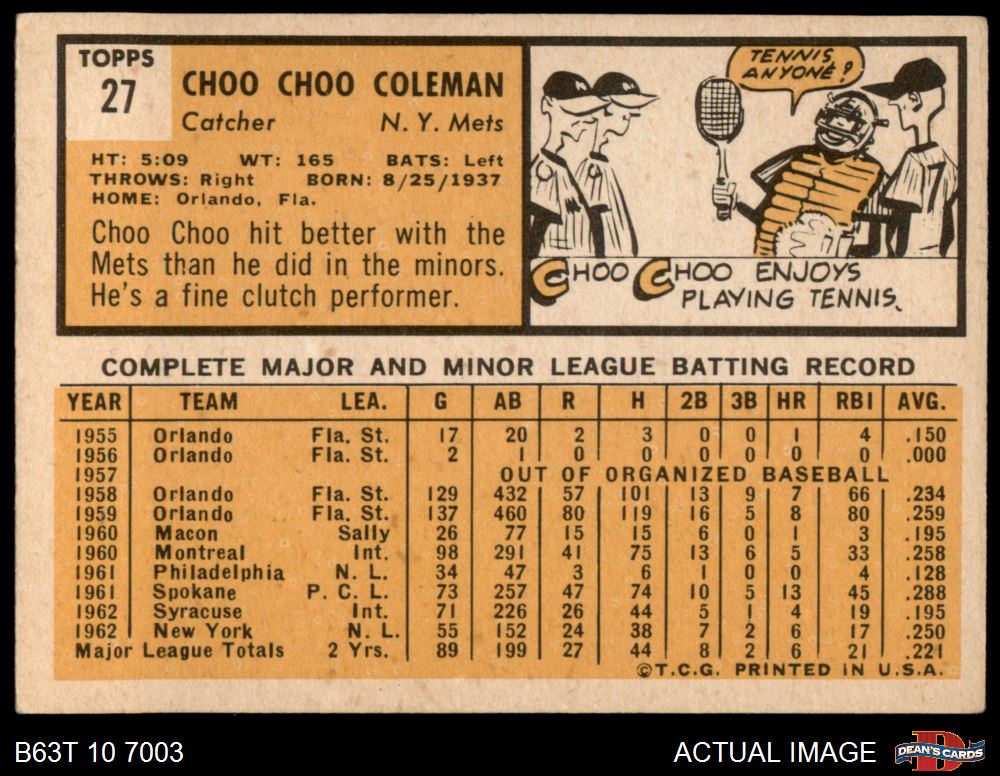 TOPPS
27
CHOO CHOO COLEMAN
Catcher N. Y. Mets
HT: 5:09 WT: 165 BATS: Left
THROWS: Right BORN: 8/25/1937
HOME: Orlando, Fla.
Choo Choo hit better with the
Mets than he did in the minors.
He's a fine clutch performer.
TENNIS,
ANYONE?
7
CHOO CHOO ENJOYS
PLAYING TENNIS.
COMPLETE MAJOR AND MINOR LEAGUE BATTING RECORD
YEAR TEAM LEA. G AB R H 2B 3B HR RBI AVG.
1955 Orlando Fla. St. 17 20 2 3 0 0 1 4 .150
1956 Orlando Fla. St. 2 1 0 0 0 0 0 0 .000
1957 OUT OF ORGANIZED BASEBALL
1958 Orlando Fla. St. 129 432 57 101 13 9 7 66 .234
1959 Orlando Fla. St. 137 460 80 119 16 5 8 80 .259
1960 Macon Sally 26 77 15 15 6 0 1 3 .195
1960 Montreal Int. 98 291 41 75 13 6 5 33 .258
1961 Philadelphia N. L. 34 47 3 6 1 0 0 4 .128
1961 Spokane P. C. L. 73 257 47 74 10 5 13 45 .288
1962 Syracuse Int. 71 226 26 44 5 1 4 19 .195
1962 New York N. L. 55 152 24 38 7 2 6 17 .250
Major League Totals 2 Yrs. 89 199 27 44 8 2 6 21 .221
©T.C.G. PRINTED IN U.S.A.
B63T 10 7003
ACTUAL IMAGE
DEAN'S CARDS